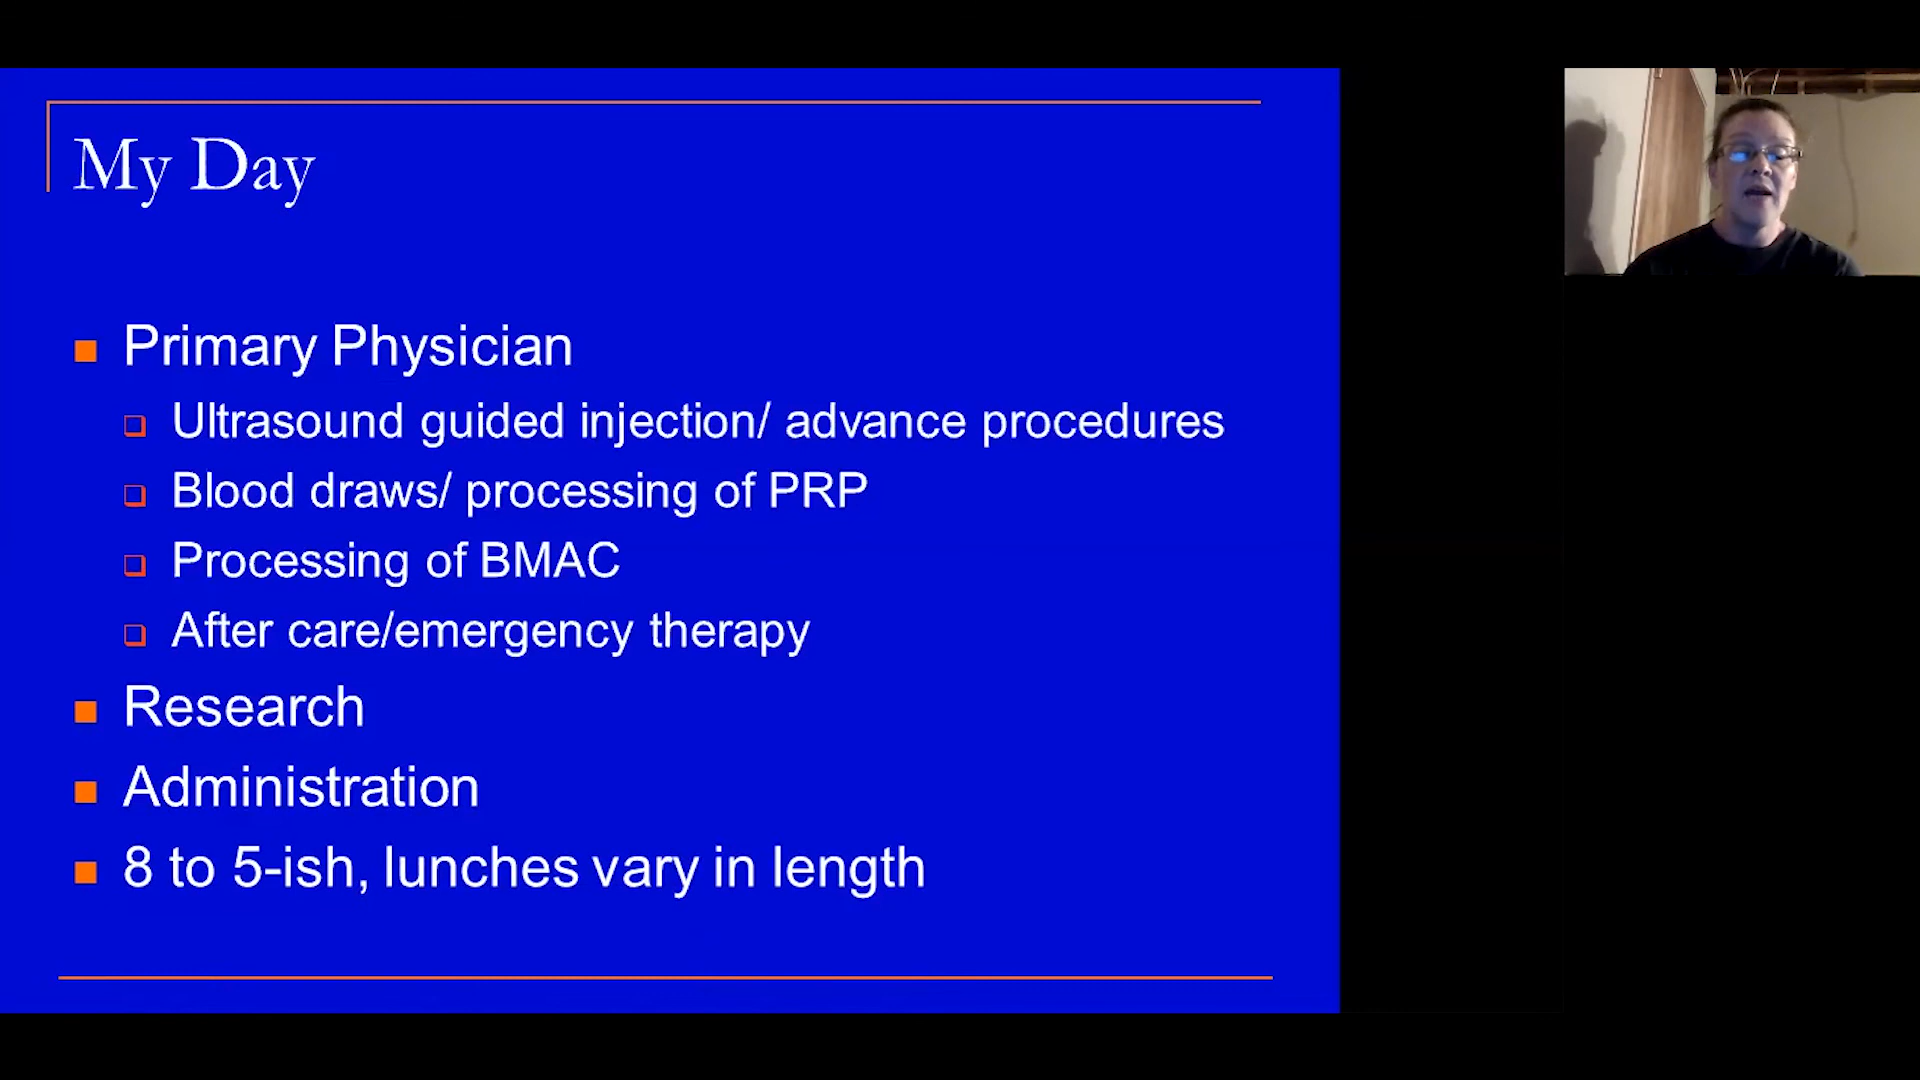 My Day
Primary Physician
Ultrasound guided injection/ advance procedures
Blood draws/ processing of PRP
Processing of BMAC
After care/emergency therapy
Research
Administration
8 to 5-ish, lunches vary in length